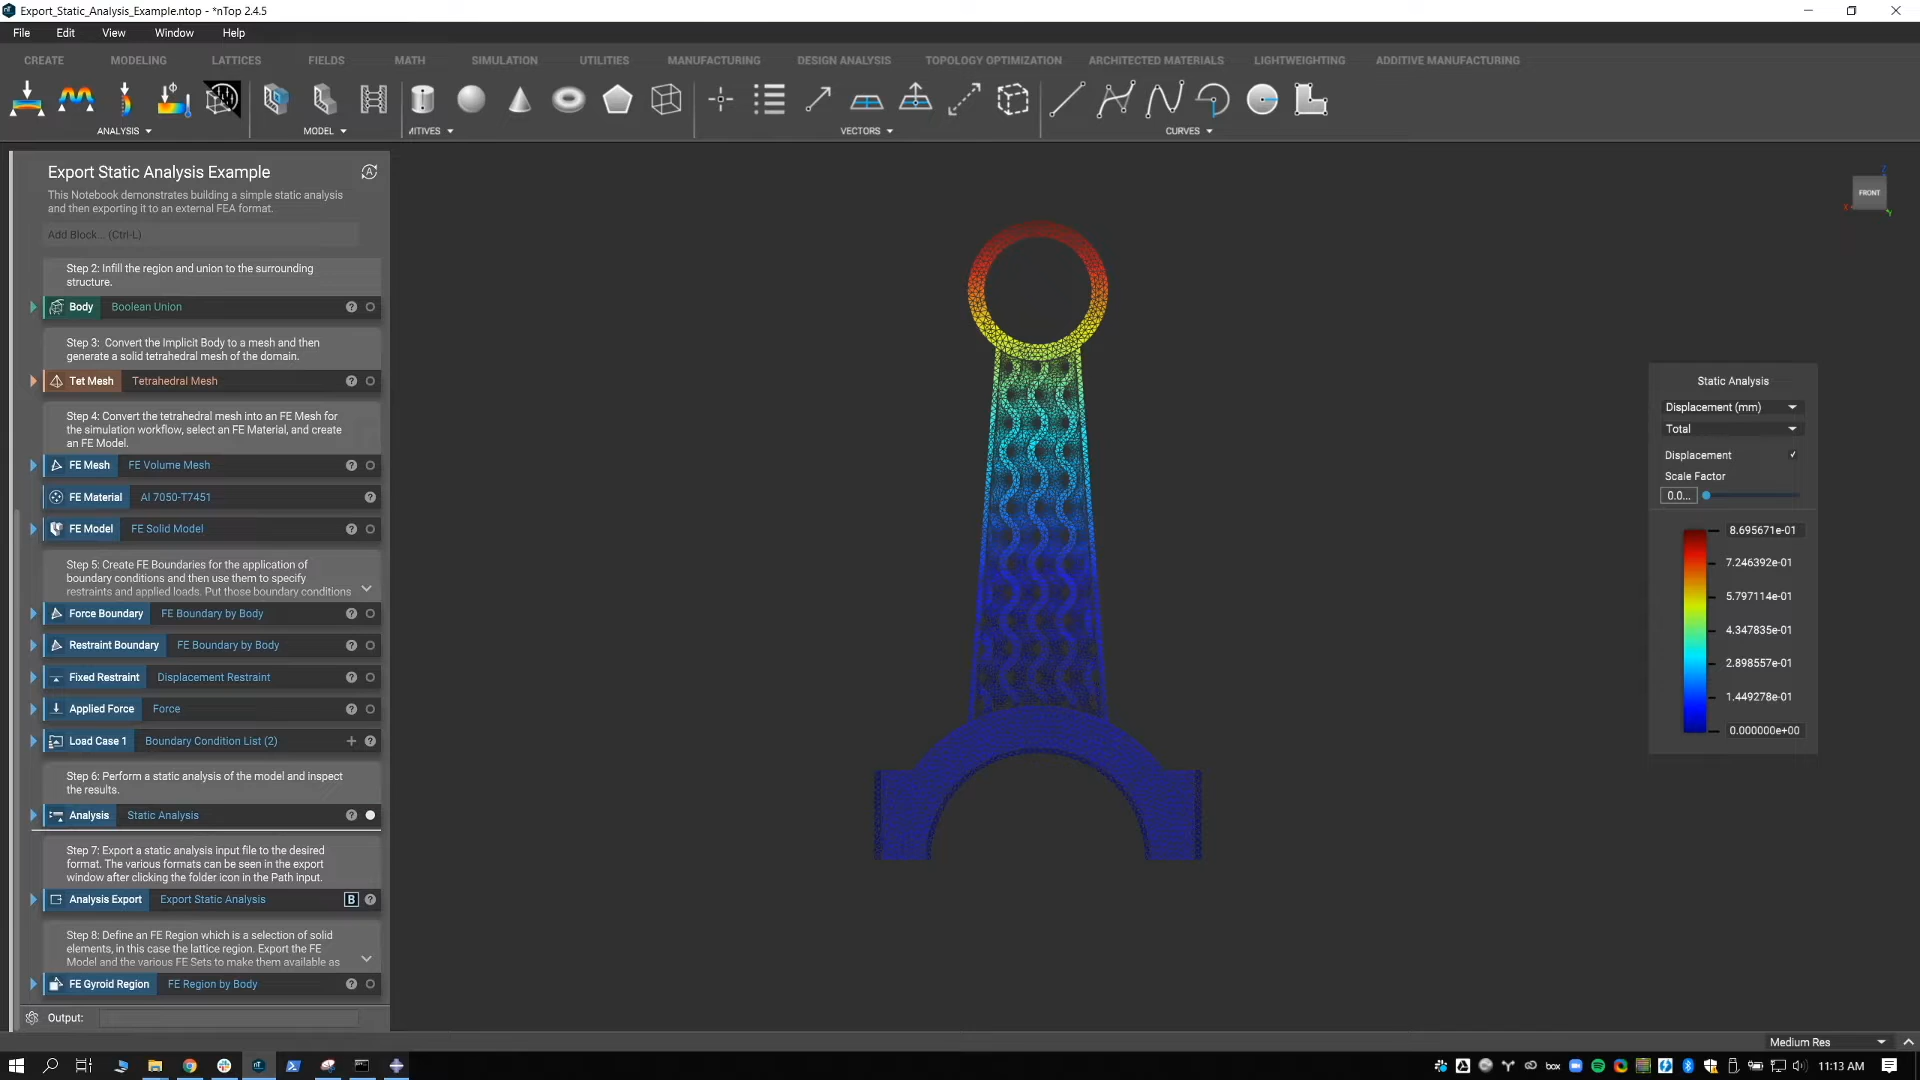 Export_Static_Analysis_Example.ntop - *nTop 2.4.5
File Edit View Window Help
CREATE MODELING LATTICES FIELDS MATH SIMULATION UTILITIES MANUFACTURING DESIGN ANALYSIS TOPOLOGY OPTIMIZATION ARCHITECTED MATERIALS LIGHTWEIGHTING ADDITIVE MANUFACTURING
ANALYSIS MODEL ITIVES VECTORS CURVES
Export Static Analysis Example
This Notebook demonstrates building a simple static analysis
and then exporting it to an external FEA format.
Add Block... (Ctrl-L)
Step 2: Infill the region and union to the surrounding
structure.
Body Boolean Union
Step 3: Convert the Implicit Body to a mesh and then
generate a solid tetrahedral mesh of the domain.
Tet Mesh Tetrahedral Mesh
Step 4: Convert the tetrahedral mesh into an FE Mesh for
the simulation workflow, select an FE Material, and create
an FE Model.
FE Mesh FE Volume Mesh
FE Material Al 7050-T7451
FE Model FE Solid Model
Step 5: Create FE Boundaries for the application of
boundary conditions and then use them to specify
restraints and applied loads. Put those boundary conditions
Force Boundary FE Boundary by Body
Restraint Boundary FE Boundary by Body
Fixed Restraint Displacement Restraint
Applied Force Force
Load Case 1 Boundary Condition List (2)
Step 6: Perform a static analysis of the model and inspect
the results.
Analysis Static Analysis
Step 7: Export a static analysis input file to the desired
format. The various formats can be seen in the export
window after clicking the folder icon in the Path input.
Analysis Export Export Static Analysis B
Step 8: Define an FE Region which is a selection of solid
elements, in this case the lattice region. Export the FE
Model and the various FE Sets to make them available as
FE Gyroid Region FE Region by Body
Output:
Z
FRONT
X
Y
Static Analysis
Displacement (mm)
Total
Displacement
Scale Factor
0.0...
8.695671e-01
7.246392e-01
5.797114e-01
4.347835e-01
2.898557e-01
1.449278e-01
0.000000e+00
Medium Res
box
11:13 AM